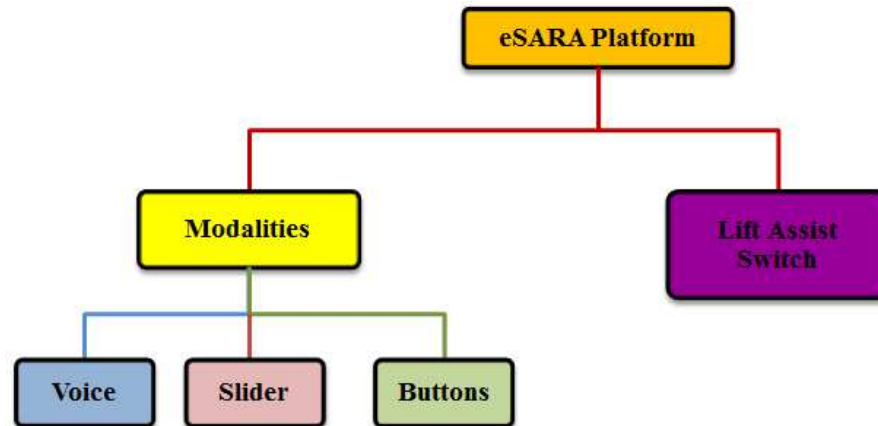 eSARA Platform
Modalities
Lift Assist
Switch
Voice
Slider
Buttons